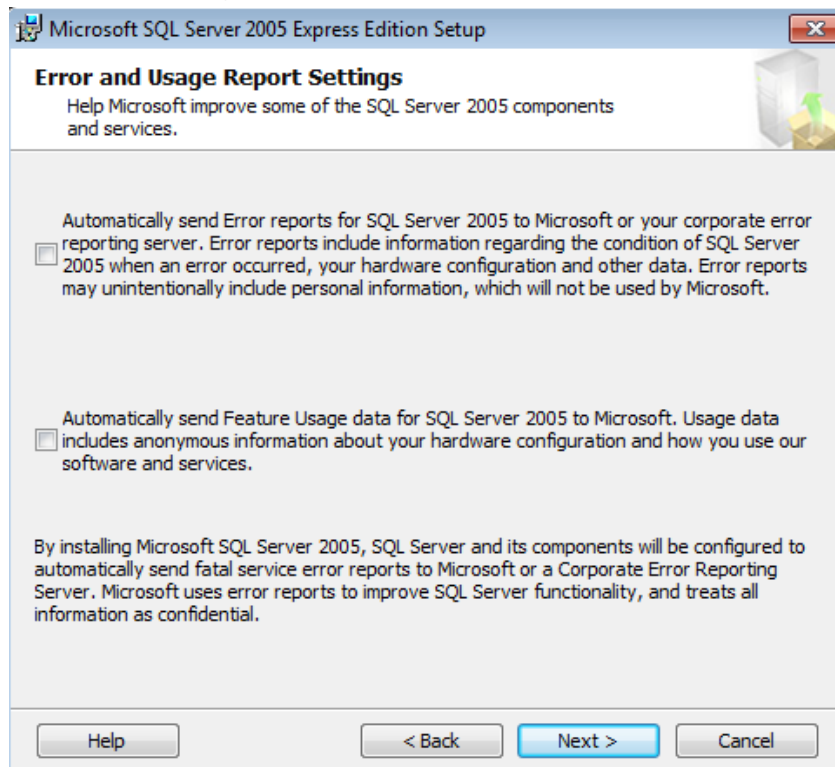 Microsoft SQL Server 2005 Express Edition Setup
Error and Usage Report Settings
Help Microsoft improve some of the SQL Server 2005 components
and services.
Automatically send Error reports for SQL Server 2005 to Microsoft or your corporate error
reporting server. Error reports include information regarding the condition of SQL Server
2005 when an error occurred, your hardware configuration and other data. Error reports
may unintentionally include personal information, which will not be used by Microsoft.
Automatically send Feature Usage data for SQL Server 2005 to Microsoft. Usage data
includes anonymous information about your hardware configuration and how you use our
software and services.
By installing Microsoft SQL Server 2005, SQL Server and its components will be configured to
automatically send fatal service error reports to Microsoft or a Corporate Error Reporting
Server. Microsoft uses error reports to improve SQL Server functionality, and treats all
information as confidential.
Help < Back Next > Cancel